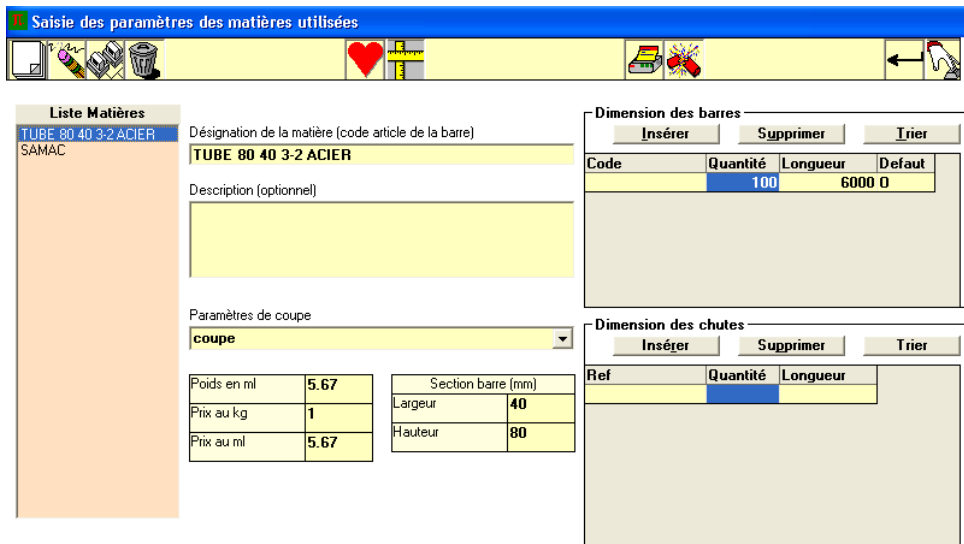 Saisie des paramètres des matières utilisées
Liste Matières
TUBE 80 40 3-2 ACIER
SAMAC
Désignation de la matière (code article de la barre)
TUBE 80 40 3-2 ACIER
Description (optionnel)
Paramètres de coupe
coupe
Poids en ml 5.67
Prix au kg 1
Prix au ml 5.67
Section barre (mm)
Largeur 40
Hauteur 80
Dimension des barres
Insérer Supprimer Trier
Code Quantité Longueur Defaut
100 6000 O
Dimension des chutes
Insérer Supprimer Trier
Ref Quantité Longueur